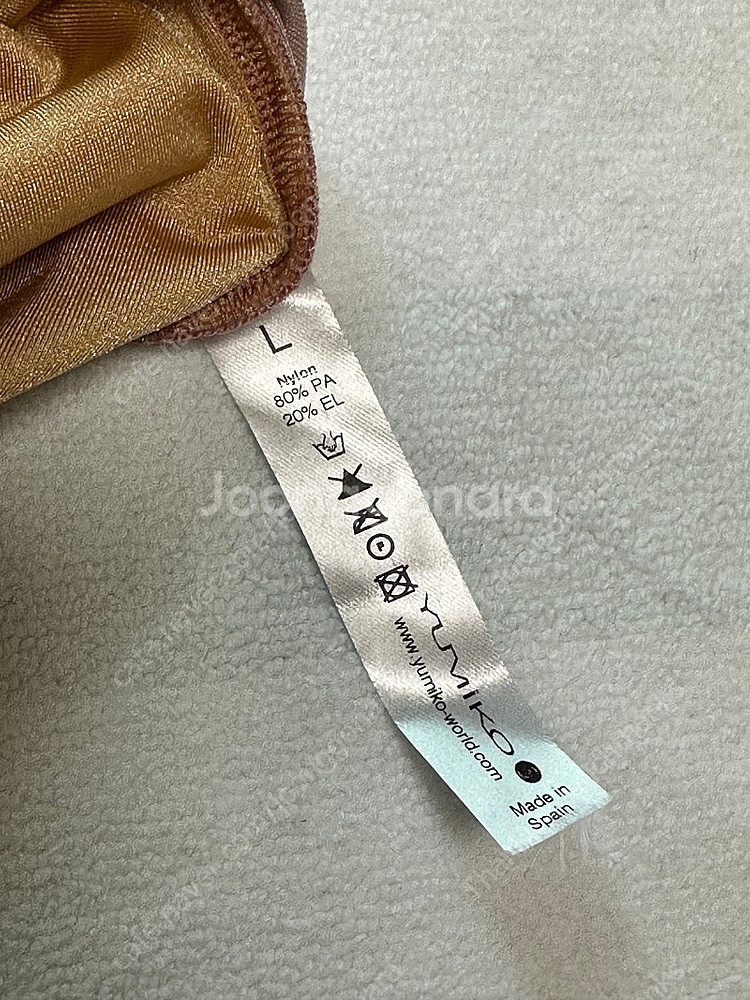 L
Nylon
80% PA
20% EL
P
YUMIKO
www.yumiko-world.com
Made in
Spain